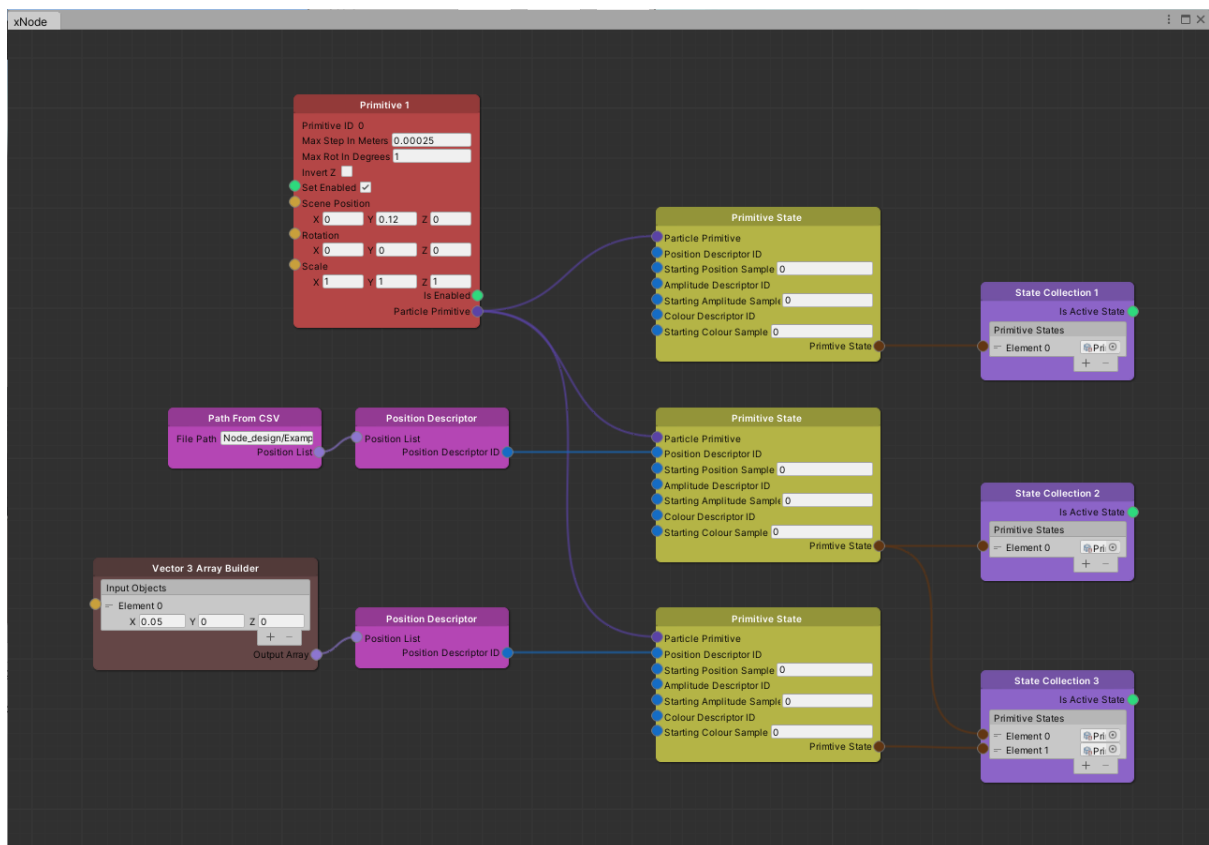 xNode
Primitive 1
Primitive ID 0
Max Step In Meters 0.00025
Max Rot In Degrees 1
Invert Z
Set Enabled
Scene Position
X 0 Y 0.12 Z 0
Rotation
X 0 Y 0 Z 0
Scale
X 1 Y 1 Z 1
Is Enabled
Particle Primitive
Path From CSV
File Path Node_design/Examp
Position List
Position Descriptor
Position List
Position Descriptor ID
Vector 3 Array Builder
Input Objects
Element 0
X 0.05 Y 0 Z 0
+ −
Output Array
Position Descriptor
Position List
Position Descriptor ID
Primitive State
Particle Primitive
Position Descriptor ID
Starting Position Sample 0
Amplitude Descriptor ID
Starting Amplitude Sample 0
Colour Descriptor ID
Starting Colour Sample 0
Primtive State
Primitive State
Particle Primitive
Position Descriptor ID
Starting Position Sample 0
Amplitude Descriptor ID
Starting Amplitude Sample 0
Colour Descriptor ID
Starting Colour Sample 0
Primtive State
Primitive State
Particle Primitive
Position Descriptor ID
Starting Position Sample 0
Amplitude Descriptor ID
Starting Amplitude Sample 0
Colour Descriptor ID
Starting Colour Sample 0
Primtive State
State Collection 1
Is Active State
Primitive States
Element 0 Pri
+ −
State Collection 2
Is Active State
Primitive States
Element 0 Pri
+ −
State Collection 3
Is Active State
Primitive States
Element 0 Pri
Element 1 Pri
+ −